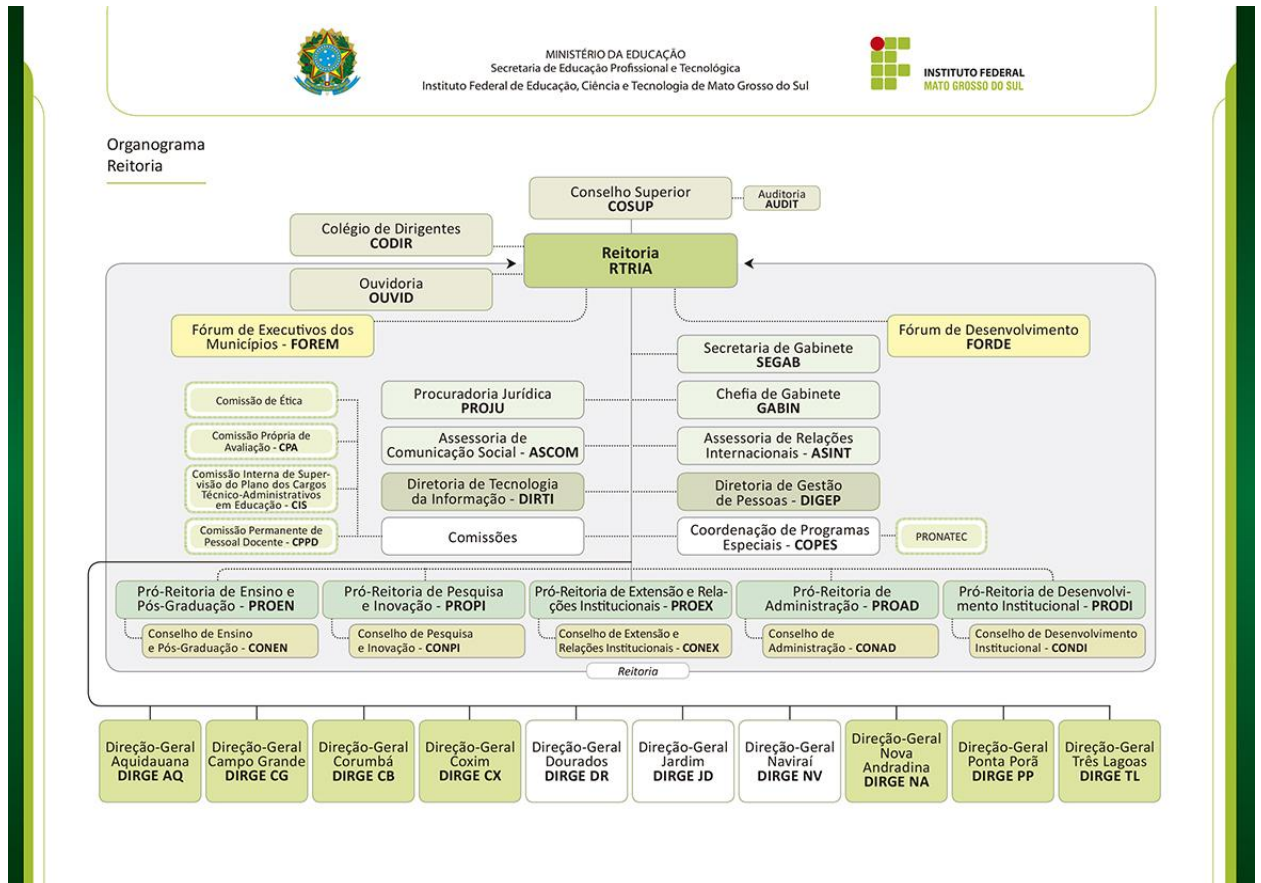 MINISTÉRIO DA EDUCAÇÃO
Secretaria de Educação Profissional e Tecnológica
Instituto Federal de Educação, Ciência e Tecnologia de Mato Grosso do Sul
INSTITUTO FEDERAL
MATO GROSSO DO SUL
Organograma
Reitoria
Conselho Superior
COSUP
Auditoria
AUDIT
Colégio de Dirigentes
CODIR
Reitoria
RTRIA
Ouvidoria
OUVID
Fórum de Executivos dos
Municípios - FOREM
Fórum de Desenvolvimento
FORDE
Secretaria de Gabinete
SEGAB
Comissão de Ética
Procuradoria Jurídica
PROJU
Chefia de Gabinete
GABIN
Comissão Própria de
Avaliação - CPA
Assessoria de
Comunicação Social - ASCOM
Assessoria de Relações
Internacionais - ASINT
Comissão Interna de Super-
visão do Plano dos Cargos
Técnico-Administrativos
em Educação - CIS
Diretoria de Tecnologia
da Informação - DIRTI
Diretoria de Gestão
de Pessoas - DIGEP
Comissão Permanente de
Pessoal Docente - CPPD
Comissões
Coordenação de Programas
Especiais - COPES
PRONATEC
Pró-Reitoria de Ensino e
Pós-Graduação - PROEN
Pró-Reitoria de Pesquisa
e Inovação - PROPI
Pró-Reitoria de Extensão e Rela-
ções Institucionais - PROEX
Pró-Reitoria de
Administração - PROAD
Pró-Reitoria de Desenvolvi-
mento Institucional - PRODI
Conselho de Ensino
e Pós-Graduação - CONEN
Conselho de Pesquisa
e Inovação - CONPI
Conselho de Extensão e
Relações Institucionais - CONEX
Conselho de
Administração - CONAD
Conselho de Desenvolvimento
Institucional - CONDI
Reitoria
Direção-Geral
Aquidauana
DIRGE AQ
Direção-Geral
Campo Grande
DIRGE CG
Direção-Geral
Corumbá
DIRGE CB
Direção-Geral
Coxim
DIRGE CX
Direção-Geral
Dourados
DIRGE DR
Direção-Geral
Jardim
DIRGE JD
Direção-Geral
Naviraí
DIRGE NV
Direção-Geral
Nova
Andradina
DIRGE NA
Direção-Geral
Ponta Porã
DIRGE PP
Direção-Geral
Três Lagoas
DIRGE TL